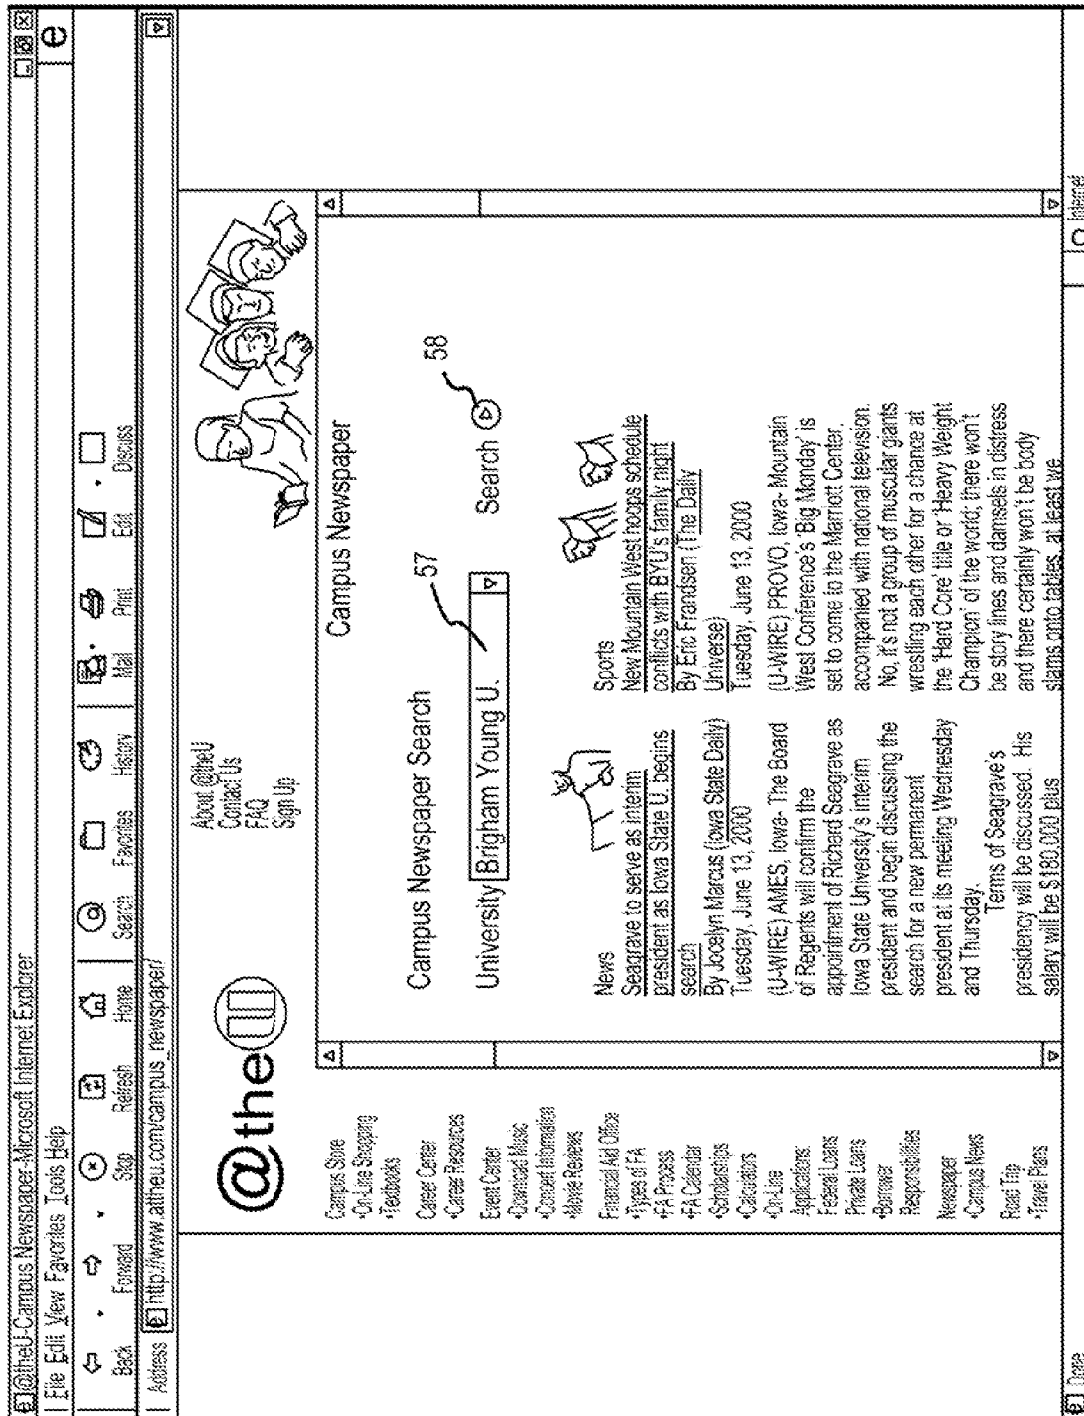 @theU-Campus Newspaper-Microsoft Internet Explorer
File Edit View Favorites Tools Help
e
Back Forward Stop Refresh Home Search Favorites History Mail Print Edit Discuss
Address http://www.attheu.com/campus_newspaper/
@theU
About @theU
Contact Us
FAQ
Sign Up
Campus Store
•On-Line Shopping
•Textbooks
Career Center
•Career Resources
Event Center
•Download Music
•Concert Information
•Movie Reviews
Financial Aid Office
•Types of FA
•FA Process
•FA Calendar
•Scholarships
•Calculators
•On-Line
Applications:
Federal Loans
Private Loans
•Borrower
Responsibilities
Newspaper
•Campus News
Road Trip
•Travel Plans
Campus Newspaper
Campus Newspaper Search
57
58
University Brigham Young U. Search
News
Seagrave to serve as interim
president as Iowa State U. begins
search
By Jocelyn Marcus (Iowa State Daily)
Tuesday, June 13, 2000
(U-WIRE) AMES, Iowa- The Board
of Regents will confirm the
appointment of Richard Seagrave as
Iowa State University's interim
president and begin discussing the
search for a new permanent
president at its meeting Wednesday
and Thursday.
Terms of Seagrave's
presidency will be discussed. His
salary will be $180,000 plus
Sports
New Mountain West hoops schedule
conflicts with BYU's family night
By Eric Frandsen (The Daily
Universe)
Tuesday, June 13, 2000
(U-WIRE) PROVO, Iowa- Mountain
West Conference's 'Big Monday' is
set to come to the Marriott Center,
accompanied with national television.
No, it's not a group of muscular giants
wrestling each other for a chance at
the 'Hard Core' title or 'Heavy Weight
Champion' of the world; there won't
be story lines and damsels in distress
and there certainly won't be body
slams onto tables, at least we
Done
Internet